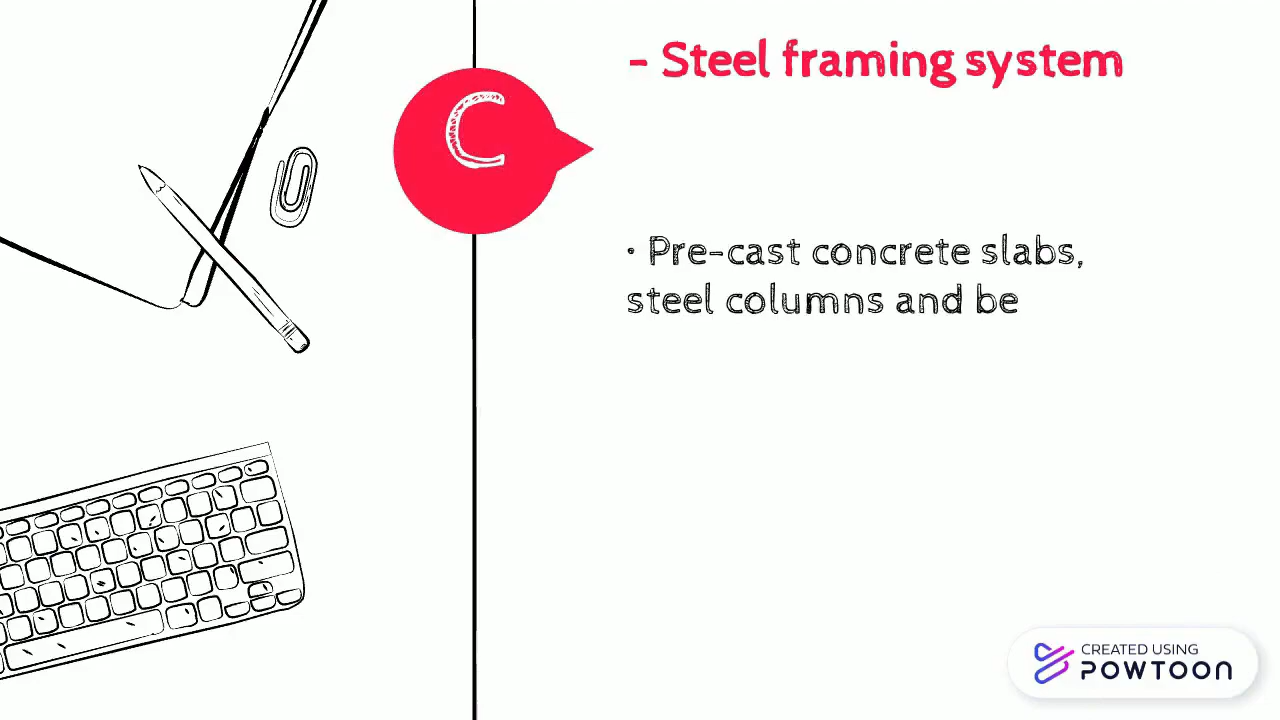 - Steel framing system
C
· Pre-cast concrete slabs,
steel columns and be
CREATED USING
POWTOON